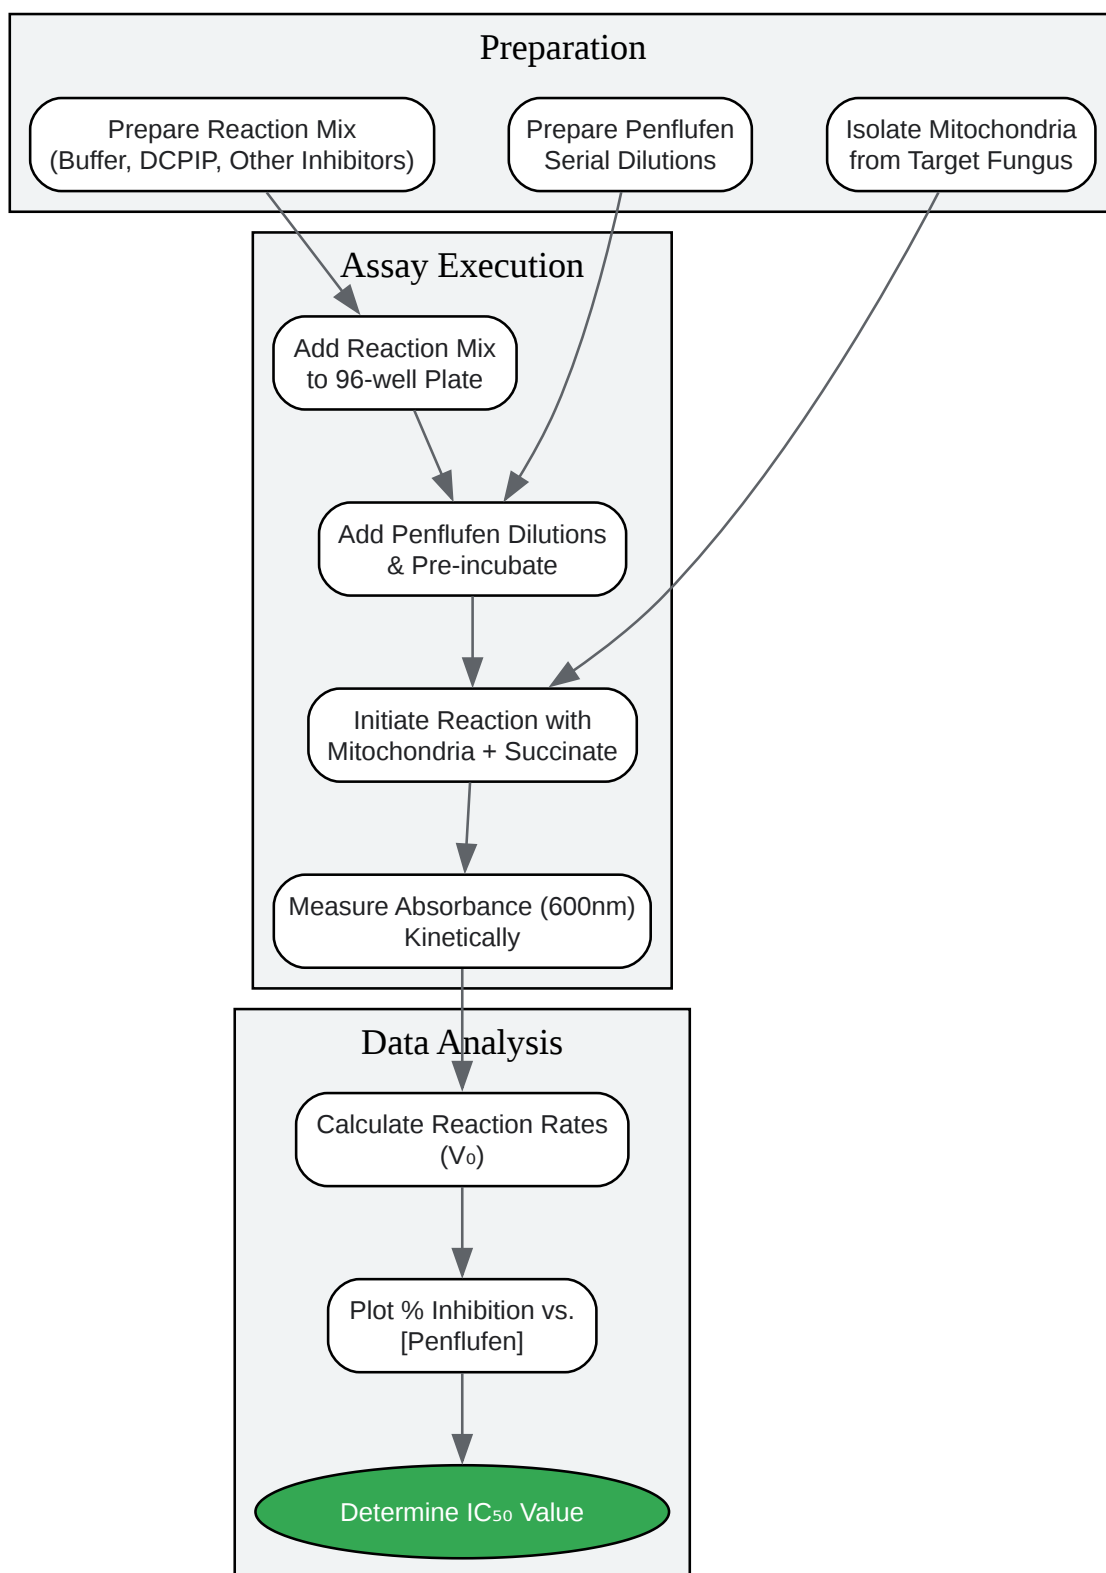 Preparation
Prepare Reaction Mix
(Buffer, DCPIP, Other Inhibitors)
Prepare Penflufen
Serial Dilutions
Isolate Mitochondria
from Target Fungus
Assay Execution
Add Reaction Mix
to 96-well Plate
Add Penflufen Dilutions
& Pre-incubate
Initiate Reaction with
Mitochondria + Succinate
Measure Absorbance (600nm)
Kinetically
Data Analysis
Calculate Reaction Rates
(V₀)
Plot % Inhibition vs.
[Penflufen]
Determine IC₅₀ Value